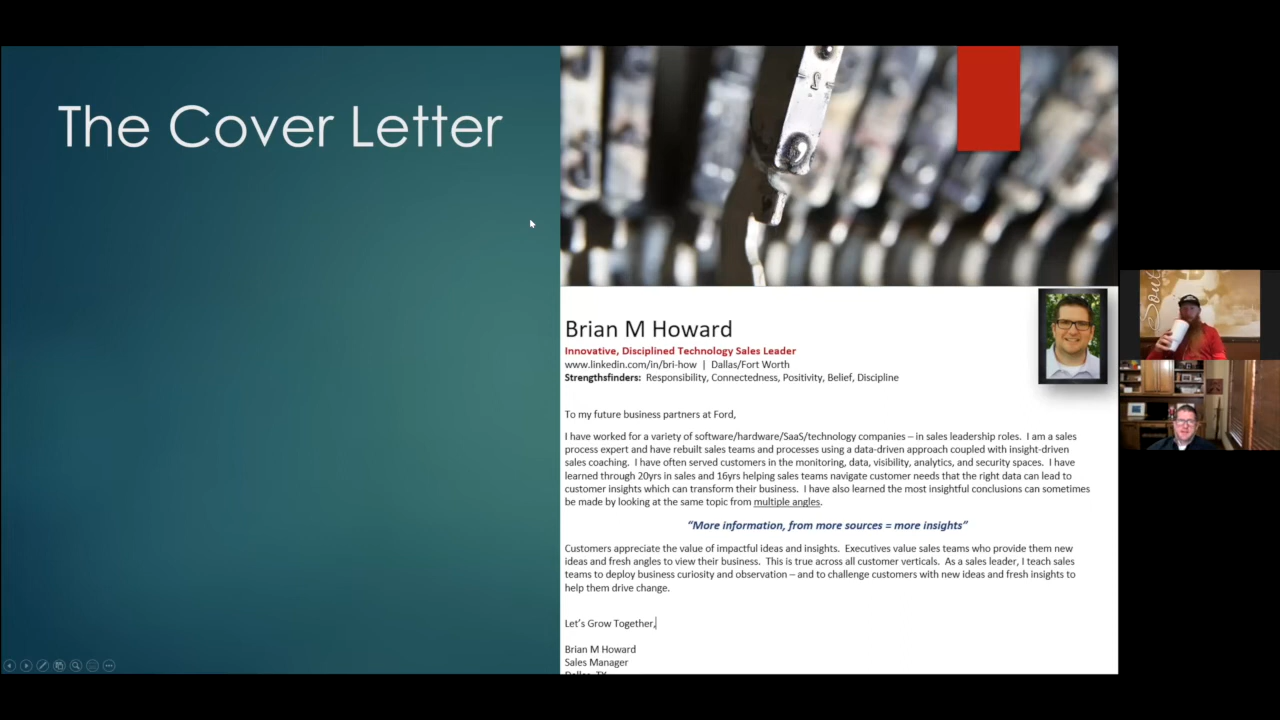 The Cover Letter
Brian M Howard
Innovative, Disciplined Technology Sales Leader
www.linkedin.com/in/bri-how | Dallas/Fort Worth
Strengthsfinders: Responsibility, Connectedness, Positivity, Belief, Discipline
To my future business partners at Ford,
I have worked for a variety of software/hardware/SaaS/technology companies – in sales leadership roles. I am a sales
process expert and have rebuilt sales teams and processes using a data-driven approach coupled with insight-driven
sales coaching. I have often served customers in the monitoring, data, visibility, analytics, and security spaces. I have
learned through 20yrs in sales and 16yrs helping sales teams navigate customer needs that the right data can lead to
customer insights which can transform their business. I have also learned the most insightful conclusions can sometimes
be made by looking at the same topic from multiple angles.
“More information, from more sources = more insights”
Customers appreciate the value of impactful ideas and insights. Executives value sales teams who provide them new
ideas and fresh angles to view their business. This is true across all customer verticals. As a sales leader, I teach sales
teams to deploy business curiosity and observation – and to challenge customers with new ideas and fresh insights to
help them drive change.
Let’s Grow Together,
Brian M Howard
Sales Manager
Dallas, TX
Soul
2